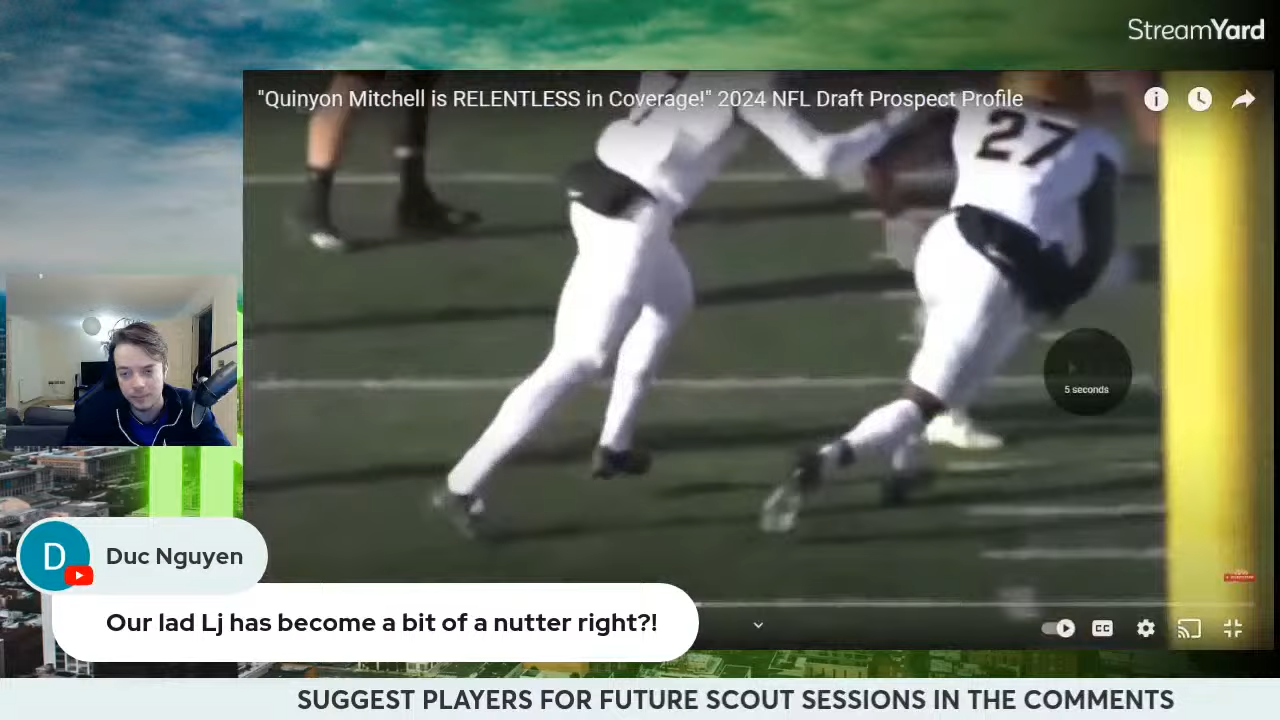 StreamYard
"Quinyon Mitchell is RELENTLESS in Coverage!" 2024 NFL Draft Prospect Profile
27
5 seconds
D
Duc Nguyen
Our lad Lj has become a bit of a nutter right?!
CC
SUGGEST PLAYERS FOR FUTURE SCOUT SESSIONS IN THE COMMENTS